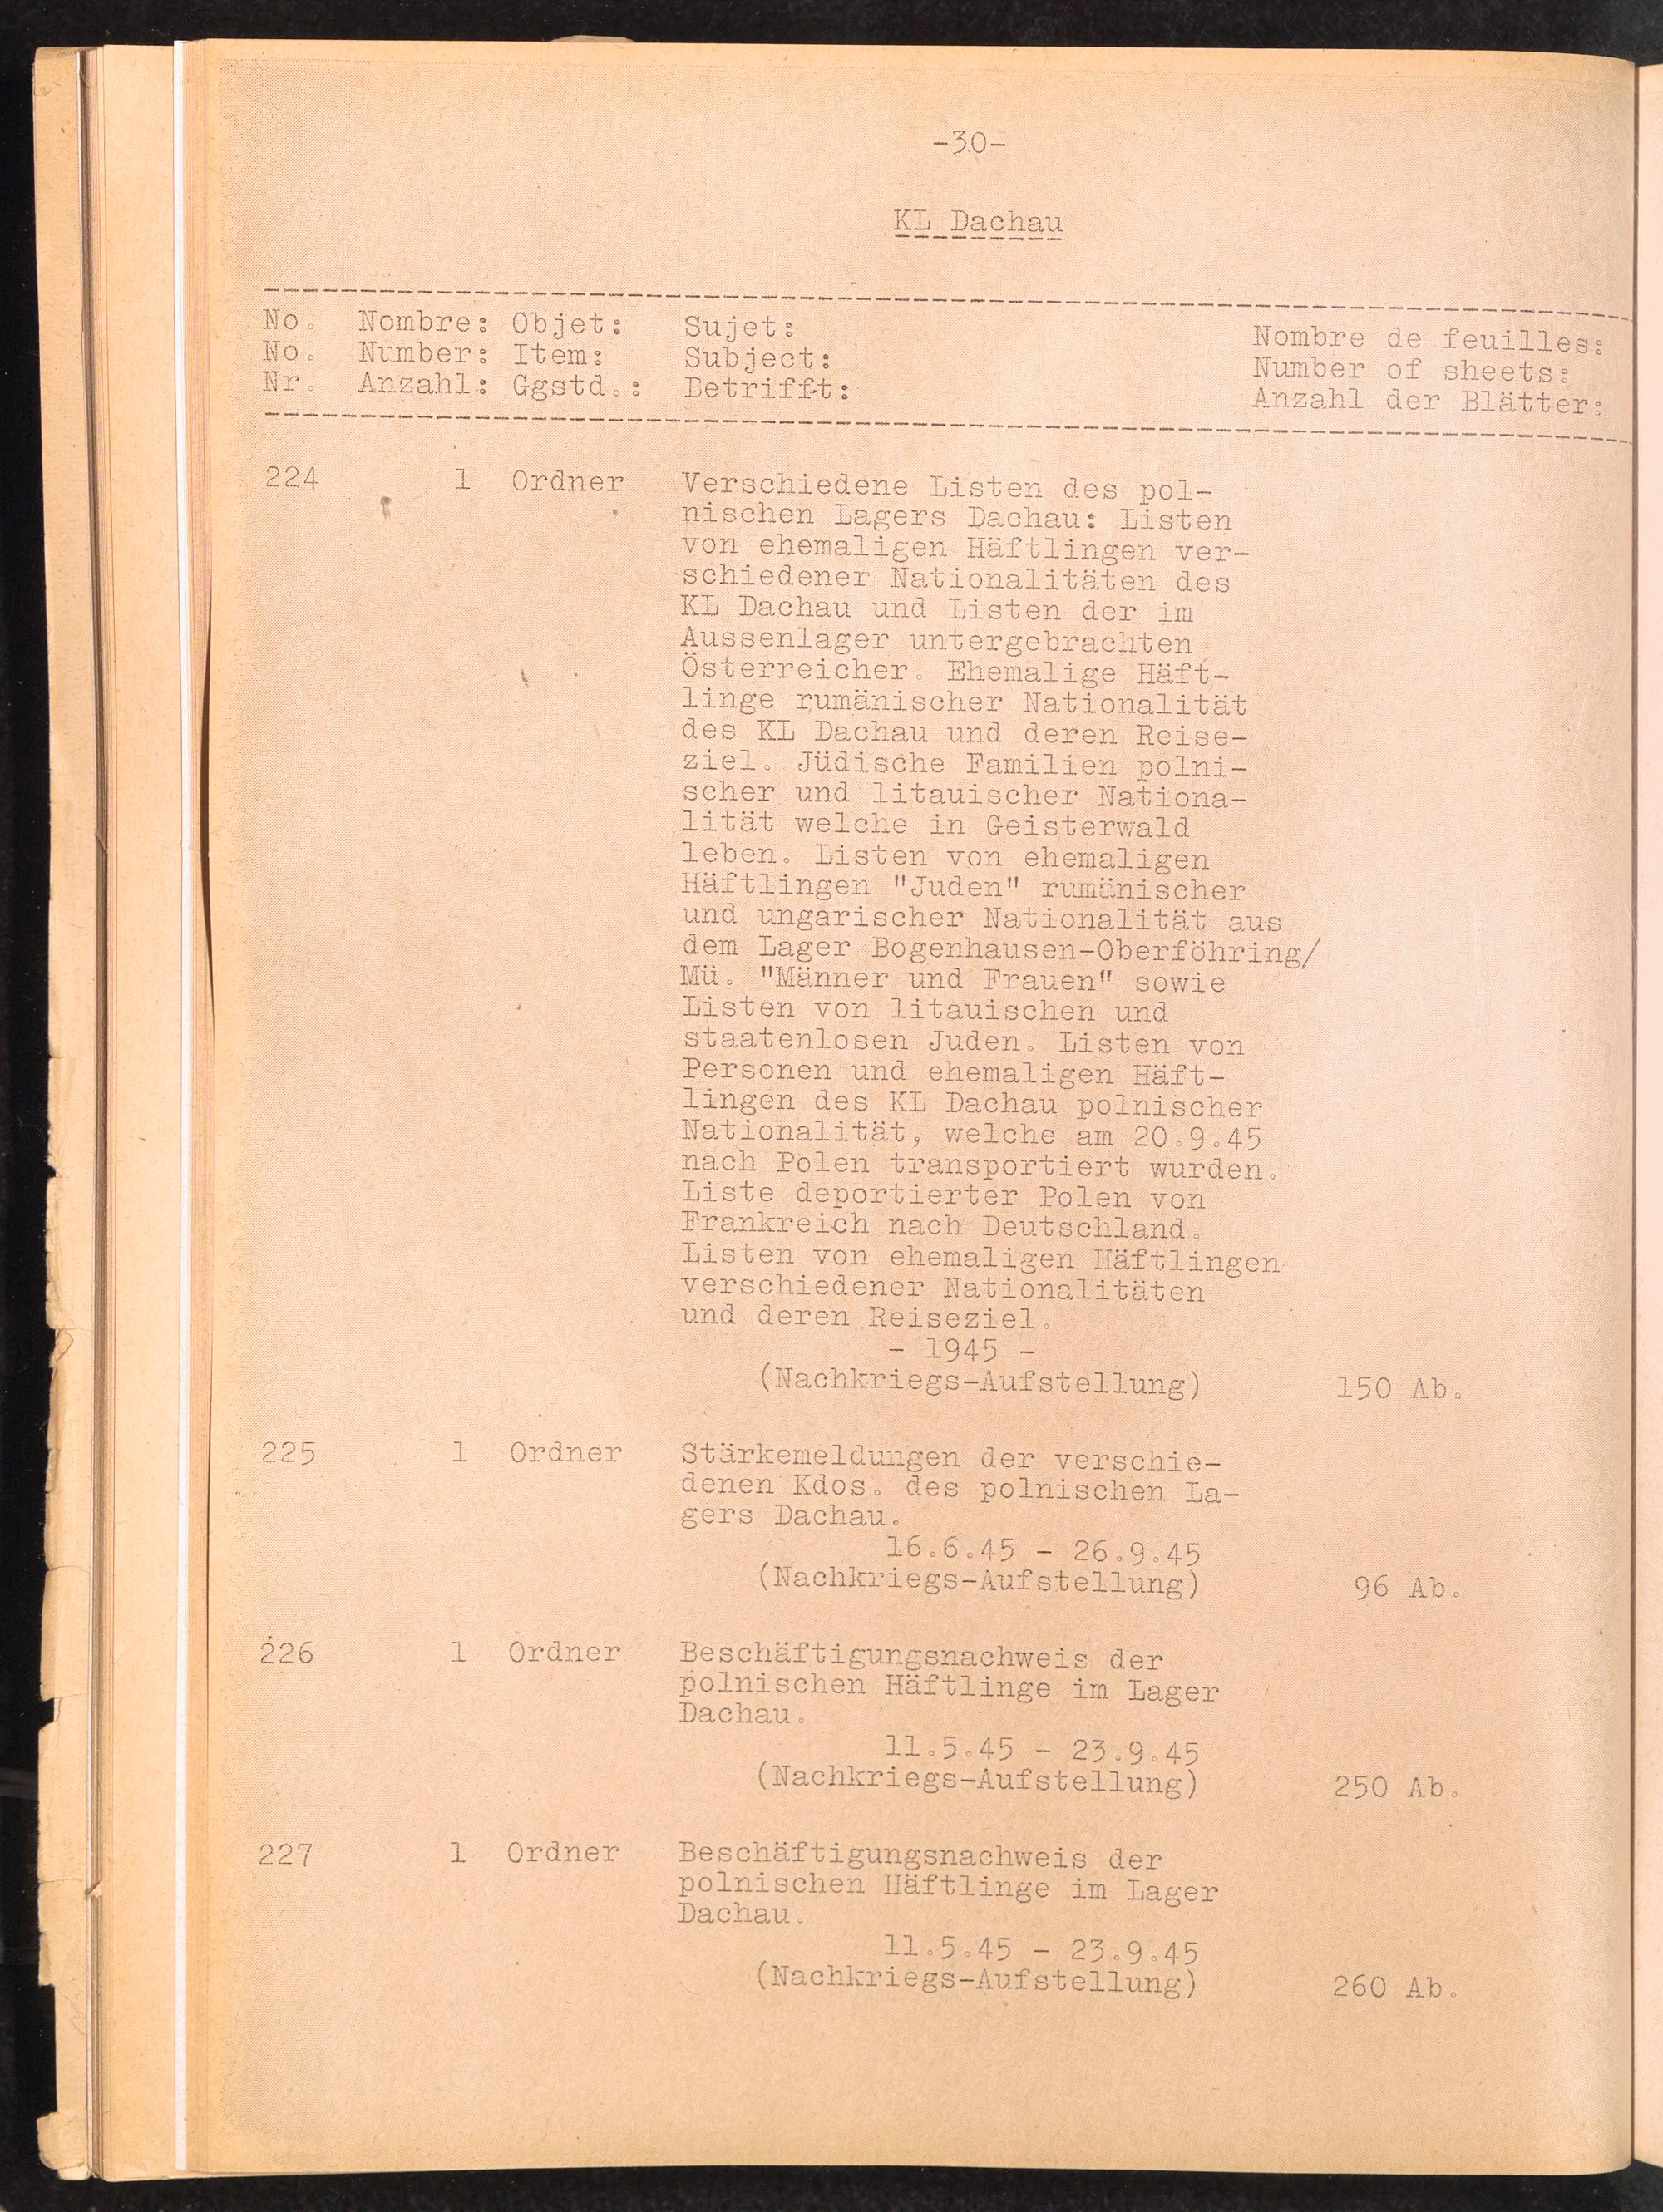 -30-
KL Dachau
No. Nombre: Objet: Sujet: Nombre de feuilles:
No. Number: Item: Subject: Number of sheets:
Nr. Anzahl: Ggstd.: Betrifft: Anzahl der Blätter:
224 1 Ordner Verschiedene Listen des pol-
nischen Lagers Dachau: Listen
von ehemaligen Häftlingen ver-
schiedener Nationalitäten des
KL Dachau und Listen der im
Aussenlager untergebrachten
Österreicher. Ehemalige Häft-
linge rumänischer Nationalität
des KL Dachau und deren Reise-
ziel. Jüdische Familien polni-
scher und litauischer Nationa-
lität welche in Geisterwald
leben. Listen von ehemaligen
Häftlingen "Juden" rumänischer
und ungarischer Nationalität aus
dem Lager Bogenhausen-Oberföhring/
Mü. "Männer und Frauen" sowie
Listen von litauischen und
staatenlosen Juden. Listen von
Personen und ehemaligen Häft-
lingen des KL Dachau polnischer
Nationalität, welche am 20.9.45
nach Polen transportiert wurden.
Liste deportierter Polen von
Frankreich nach Deutschland.
Listen von ehemaligen Häftlingen
verschiedener Nationalitäten
und deren Reiseziel.
- 1945 -
(Nachkriegs-Aufstellung) 150 Ab.
225 1 Ordner Stärkemeldungen der verschie-
denen Kdos. des polnischen La-
gers Dachau.
16.6.45 - 26.9.45
(Nachkriegs-Aufstellung) 96 Ab.
226 1 Ordner Beschäftigungsnachweis der
polnischen Häftlinge im Lager
Dachau.
11.5.45 - 23.9.45
(Nachkriegs-Aufstellung) 250 Ab.
227 1 Ordner Beschäftigungsnachweis der
polnischen Häftlinge im Lager
Dachau.
11.5.45 - 23.9.45
(Nachkriegs-Aufstellung) 260 Ab.